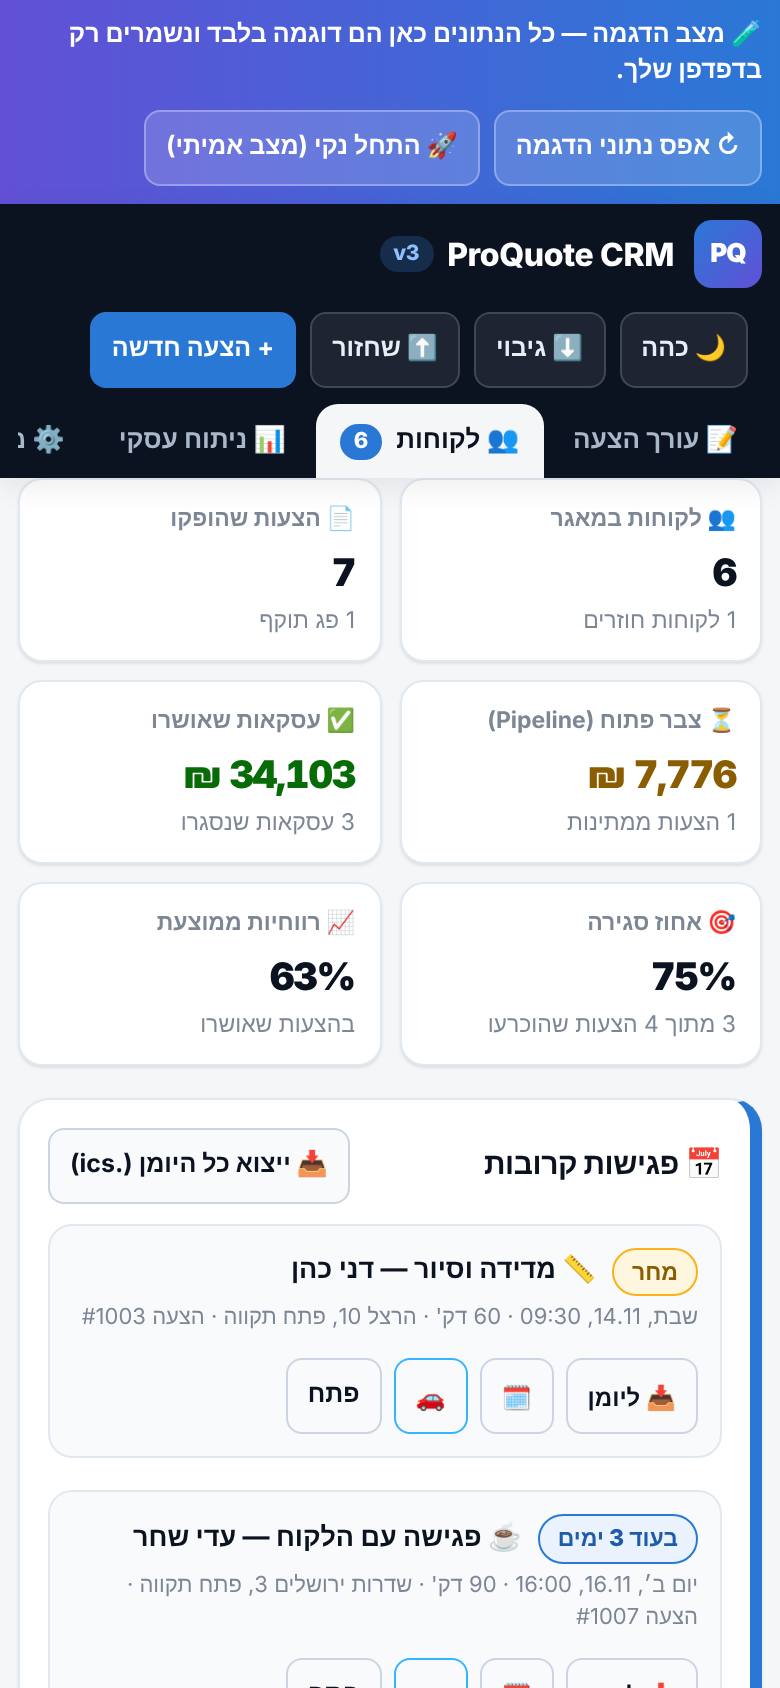 🧪 מצב הדגמה — כל הנתונים כאן הם דוגמה בלבד ונשמרים רק
בדפדפן שלך.
↻ אפס נתוני הדגמה
🚀 התחל נקי (מצב אמיתי)
PQ
ProQuote CRM
v3
🌙 כהה
⬇️ גיבוי
⬆️ שחזור
+ הצעה חדשה
📝 עורך הצעה
👥 לקוחות 6
📊 ניתוח עסקי
⚙️
👥 לקוחות במאגר
6
1 לקוחות חוזרים
📄 הצעות שהופקו
7
1 פג תוקף
⏳ צבר פתוח (Pipeline)
7,776 ₪
1 הצעות ממתינות
✅ עסקאות שאושרו
34,103 ₪
3 עסקאות שנסגרו
🎯 אחוז סגירה
75%
3 מתוך 4 הצעות שהוכרעו
📈 רווחיות ממוצעת
63%
בהצעות שאושרו
📅 פגישות קרובות
📥 ייצוא כל היומן (.ics)
מחר
📏 מדידה וסיור — דני כהן
שבת, 14.11, 09:30 · 60 דק' · הרצל 10, פתח תקווה · הצעה #1003
📥 ליומן
🗓️
🚗
פתח
בעוד 3 ימים
☕ פגישה עם הלקוח — עדי שחר
יום ב׳, 16.11, 16:00 · 90 דק' · שדרות ירושלים 3, פתח תקווה ·
הצעה #1007